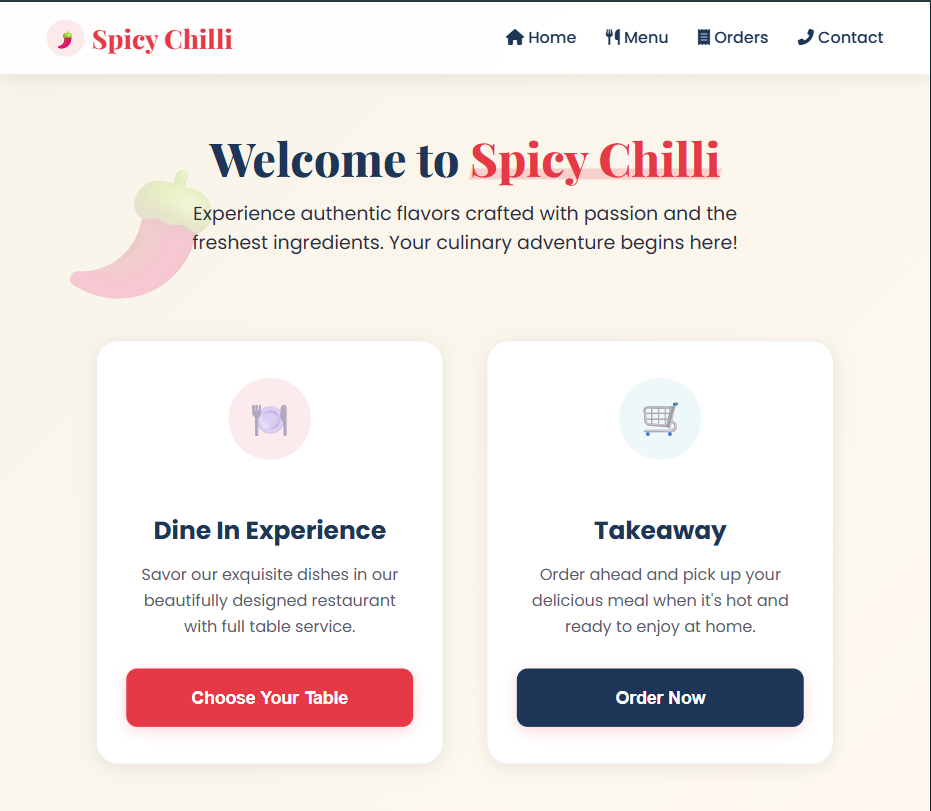 Spicy Chilli
Home
Menu
Orders
Contact
Welcome to Spicy Chilli
Experience authentic flavors crafted with passion and the
freshest ingredients. Your culinary adventure begins here!
Dine In Experience
Savor our exquisite dishes in our
beautifully designed restaurant
with full table service.
Choose Your Table
Takeaway
Order ahead and pick up your
delicious meal when it's hot and
ready to enjoy at home.
Order Now